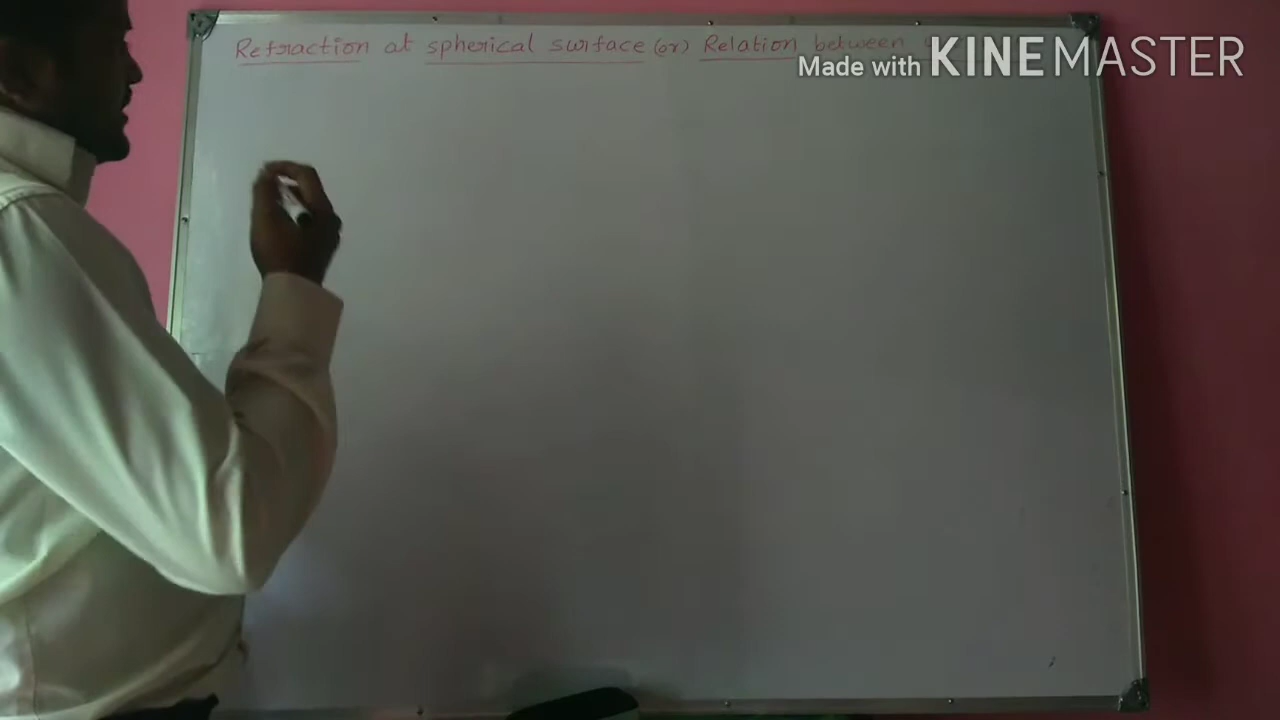 Refraction at spherical surface (or) Relation between
Made with KINEMASTER